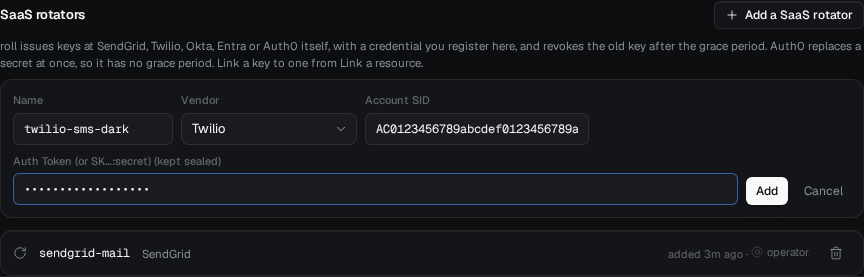 SaaS rotators
+ Add a SaaS rotator
roll issues keys at SendGrid, Twilio, Okta, Entra or Auth0 itself, with a credential you register here, and revokes the old key after the grace period. Auth0 replaces a
secret at once, so it has no grace period. Link a key to one from Link a resource.
Name Vendor Account SID
twilio-sms-dark Twilio AC0123456789abcdef0123456789a
Auth Token (or SK…:secret) (kept sealed)
•••••••••••••••••• Add Cancel
sendgrid-mail SendGrid added 3m ago · @ operator